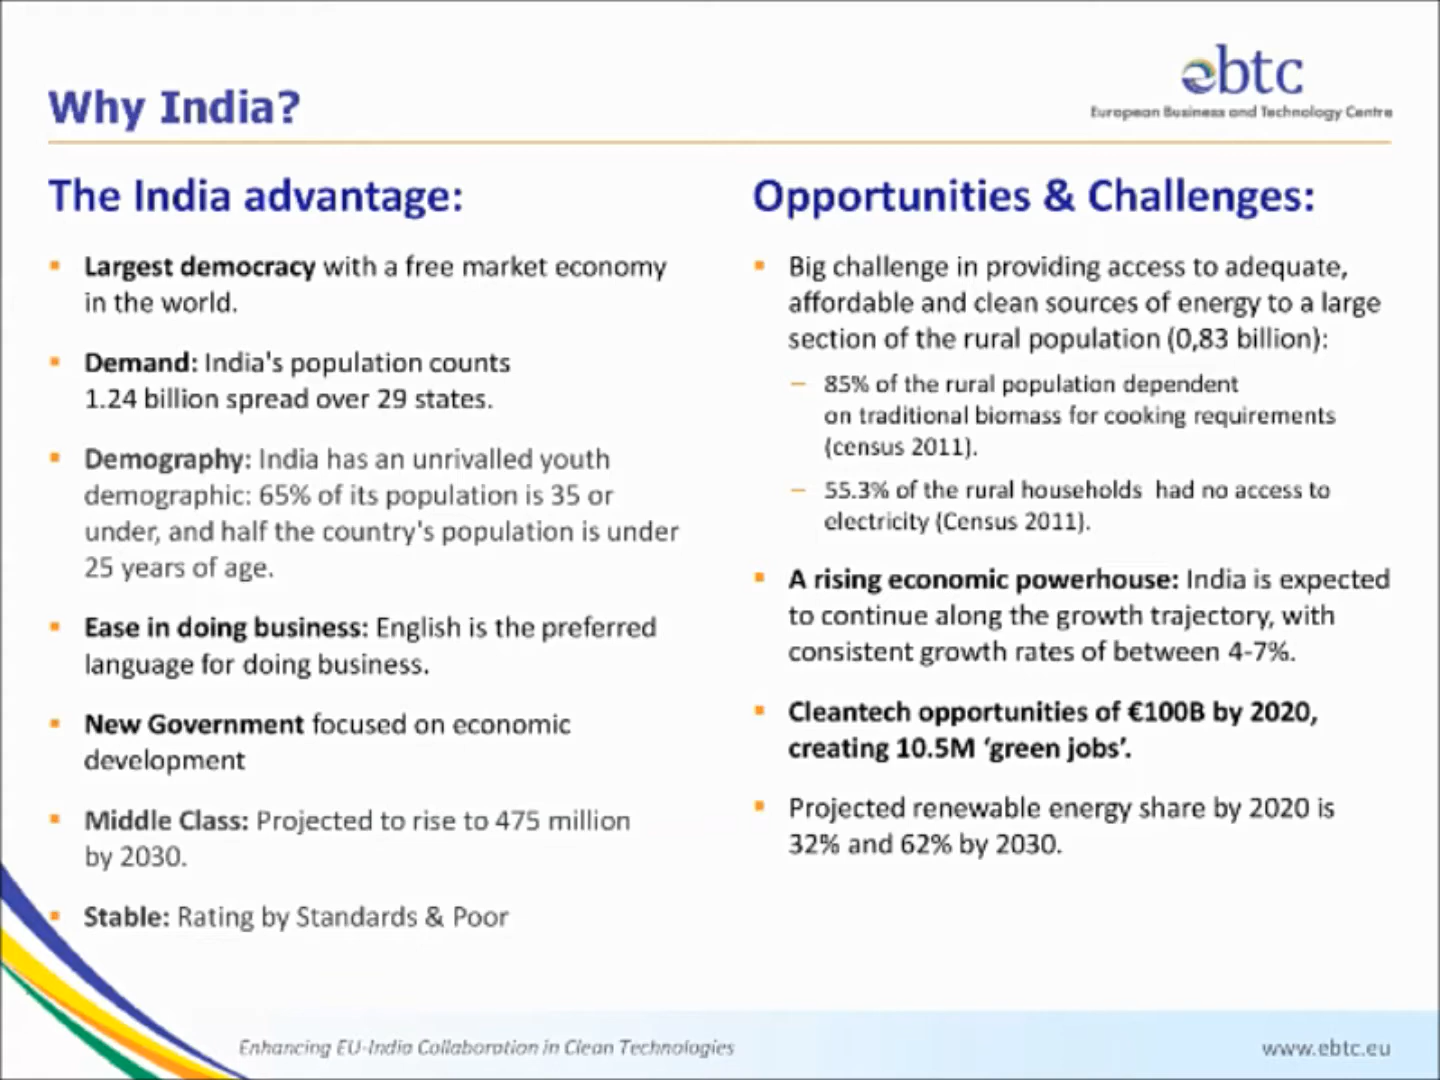 Why India?
ebtc
European Business and Technology Centre
The India advantage:
Largest democracy with a free market economy
in the world.
Demand: India's population counts
1.24 billion spread over 29 states.
Demography: India has an unrivalled youth
demographic: 65% of its population is 35 or
under, and half the country's population is under
25 years of age.
Ease in doing business: English is the preferred
language for doing business.
New Government focused on economic
development
Middle Class: Projected to rise to 475 million
by 2030.
Stable: Rating by Standards & Poor
Opportunities & Challenges:
Big challenge in providing access to adequate,
affordable and clean sources of energy to a large
section of the rural population (0,83 billion):
– 85% of the rural population dependent
on traditional biomass for cooking requirements
(census 2011).
– 55.3% of the rural households had no access to
electricity (Census 2011).
A rising economic powerhouse: India is expected
to continue along the growth trajectory, with
consistent growth rates of between 4-7%.
Cleantech opportunities of €100B by 2020,
creating 10.5M ‘green jobs’.
Projected renewable energy share by 2020 is
32% and 62% by 2030.
Enhancing EU-India Collaboration in Clean Technologies
www.ebtc.eu